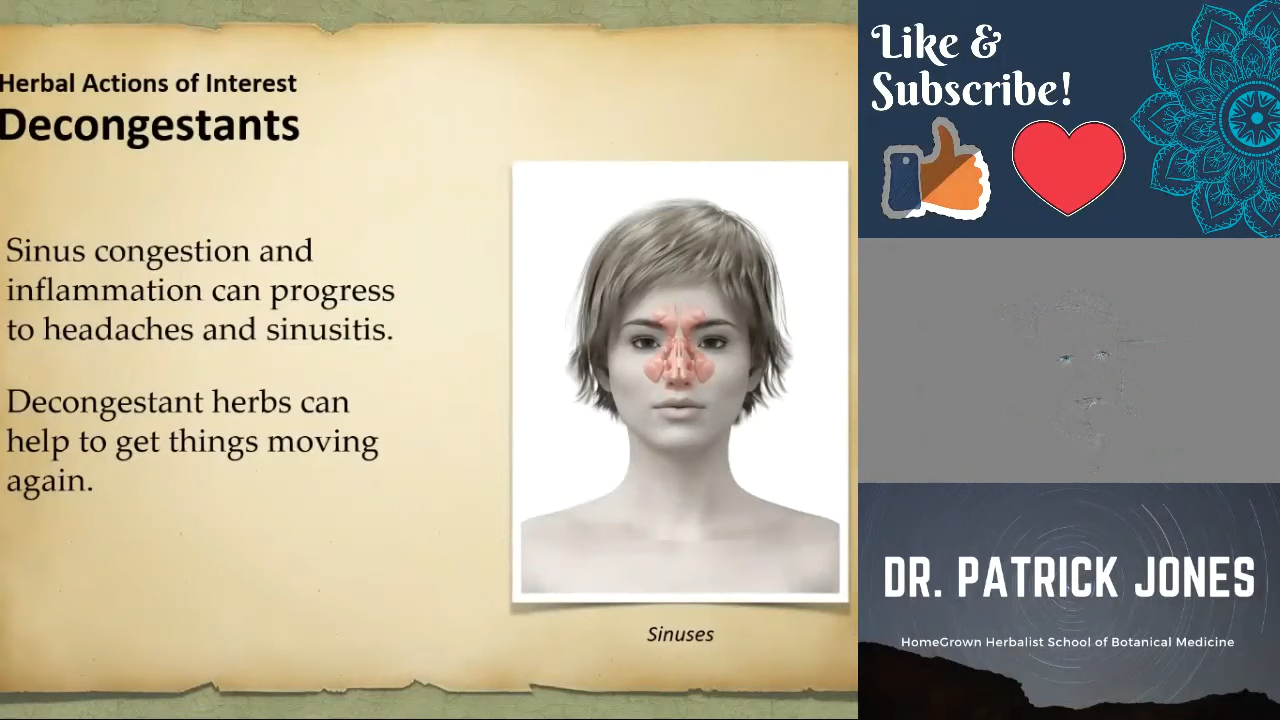 Herbal Actions of Interest
Decongestants
Sinus congestion and
inflammation can progress
to headaches and sinusitis.
Decongestant herbs can
help to get things moving
again.
Sinuses
Like &
Subscribe!
DR. PATRICK JONES
HomeGrown Herbalist School of Botanical Medicine